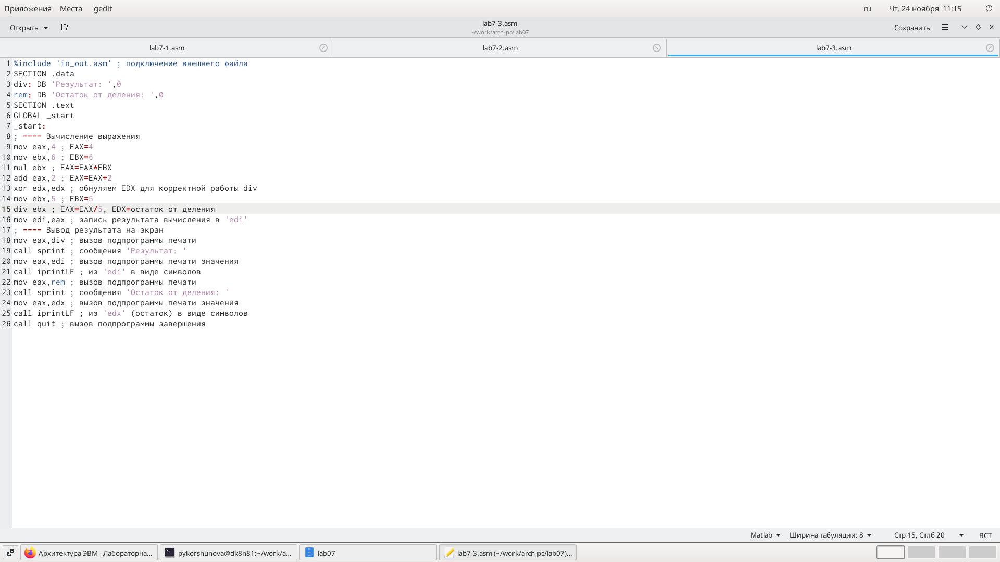 Приложения Места gedit ru Чт, 24 ноября 11:15
Открыть lab7-3.asm Сохранить
~/work/arch-pc/lab07
lab7-1.asm lab7-2.asm lab7-3.asm
1 %include 'in_out.asm' ; подключение внешнего файла
2 SECTION .data
3 div: DB 'Результат: ',0
4 rem: DB 'Остаток от деления: ',0
5 SECTION .text
6 GLOBAL _start
7 _start:
8 ; ---- Вычисление выражения
9 mov eax,4 ; EAX=4
10 mov ebx,6 ; EBX=6
11 mul ebx ; EAX=EAX*EBX
12 add eax,2 ; EAX=EAX+2
13 xor edx,edx ; обнуляем EDX для корректной работы div
14 mov ebx,5 ; EBX=5
15 div ebx ; EAX=EAX/5, EDX=остаток от деления
16 mov edi,eax ; запись результата вычисления в 'edi'
17 ; ---- Вывод результата на экран
18 mov eax,div ; вызов подпрограммы печати
19 call sprint ; сообщения 'Результат: '
20 mov eax,edi ; вызов подпрограммы печати значения
21 call iprintLF ; из 'edi' в виде символов
22 mov eax,rem ; вызов подпрограммы печати
23 call sprint ; сообщения 'Остаток от деления: '
24 mov eax,edx ; вызов подпрограммы печати значения
25 call iprintLF ; из 'edx' (остаток) в виде символов
26 call quit ; вызов подпрограммы завершения
Matlab Ширина табуляции: 8 Стр 15, Стлб 20 ВСТ
Архитектура ЭВМ - Лабораторна... pykorshunova@dk8n81:~/work/a... lab07 lab7-3.asm (~/work/arch-pc/lab07)...